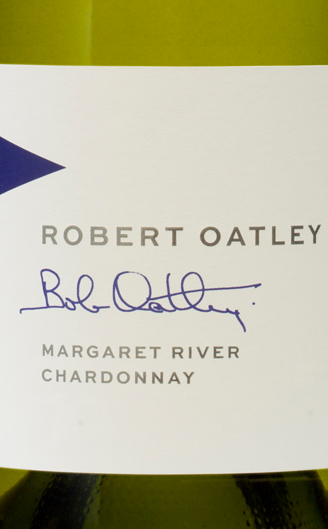 ROBERT OATLEY
Bob Oatley.
MARGARET RIVER
CHARDONNAY